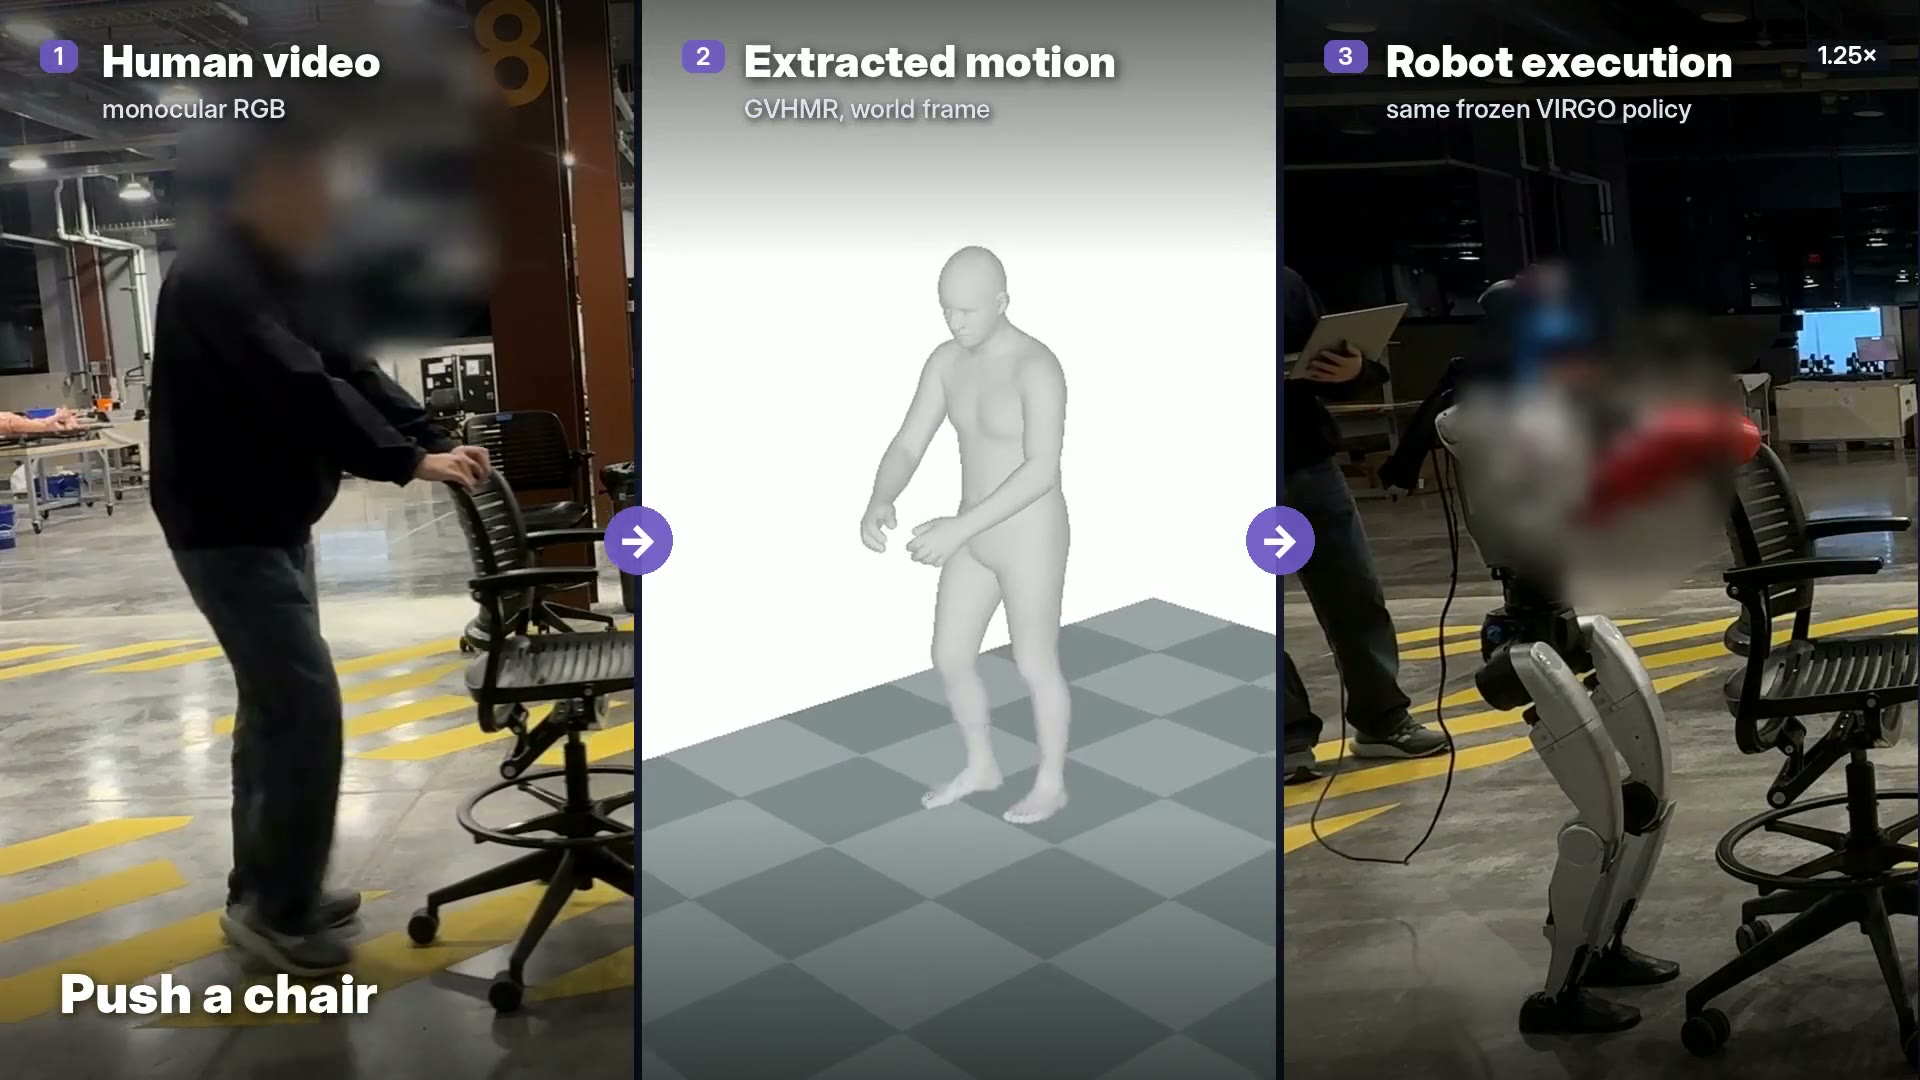 8
1 Human video
monocular RGB
2 Extracted motion
GVHMR, world frame
3 Robot execution
1.25×
same frozen VIRGO policy
Push a chair